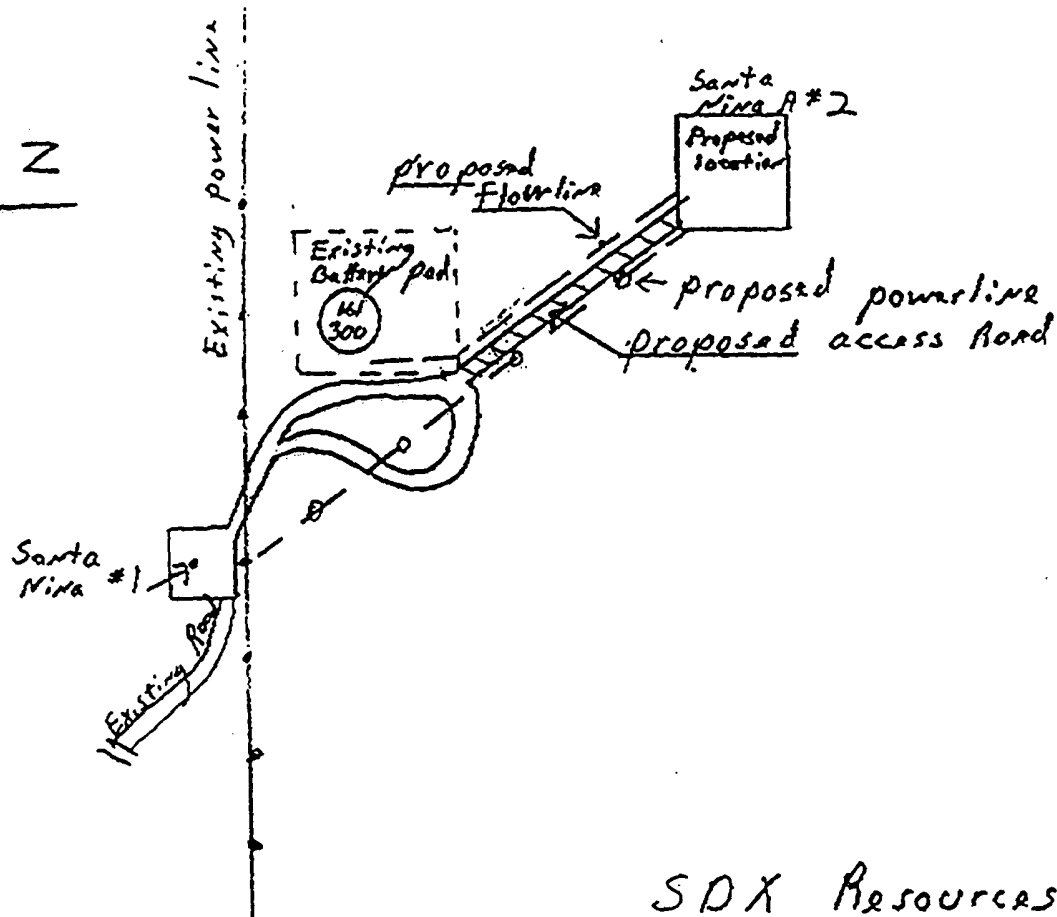 Existing power line
Z
Santa
Nina A #2
Proposed
location
proposed
flowline
Existing
Battery pad
300
proposed powerline
proposed access Road
Santa
Nina #1
Existing Road
SDX Resources